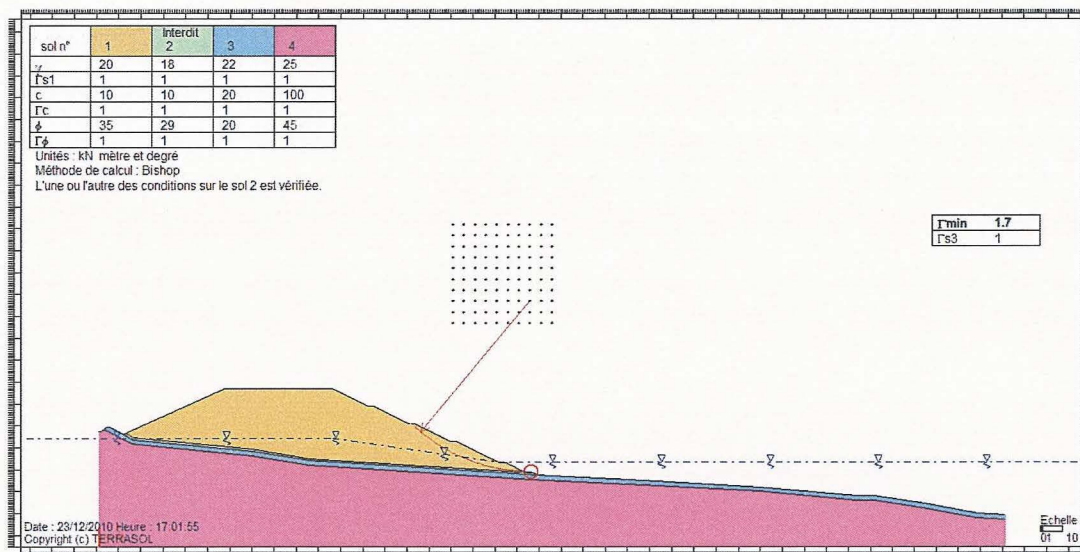 Interdit
sol n° 1 2 3 4
γ 20 18 22 25
Γs1 1 1 1 1
c 10 10 20 100
Γc 1 1 1 1
ϕ 35 29 20 45
Γϕ 1 1 1 1
Unités : kN mètre et degré
Méthode de calcul : Bishop
L'une ou l'autre des conditions sur le sol 2 est vérifiée.
Γmin 1.7
Γs3 1
Date : 23/12/2010 Heure : 17:01:55
Copyright (c) TERRASOL
Echelle
01 10